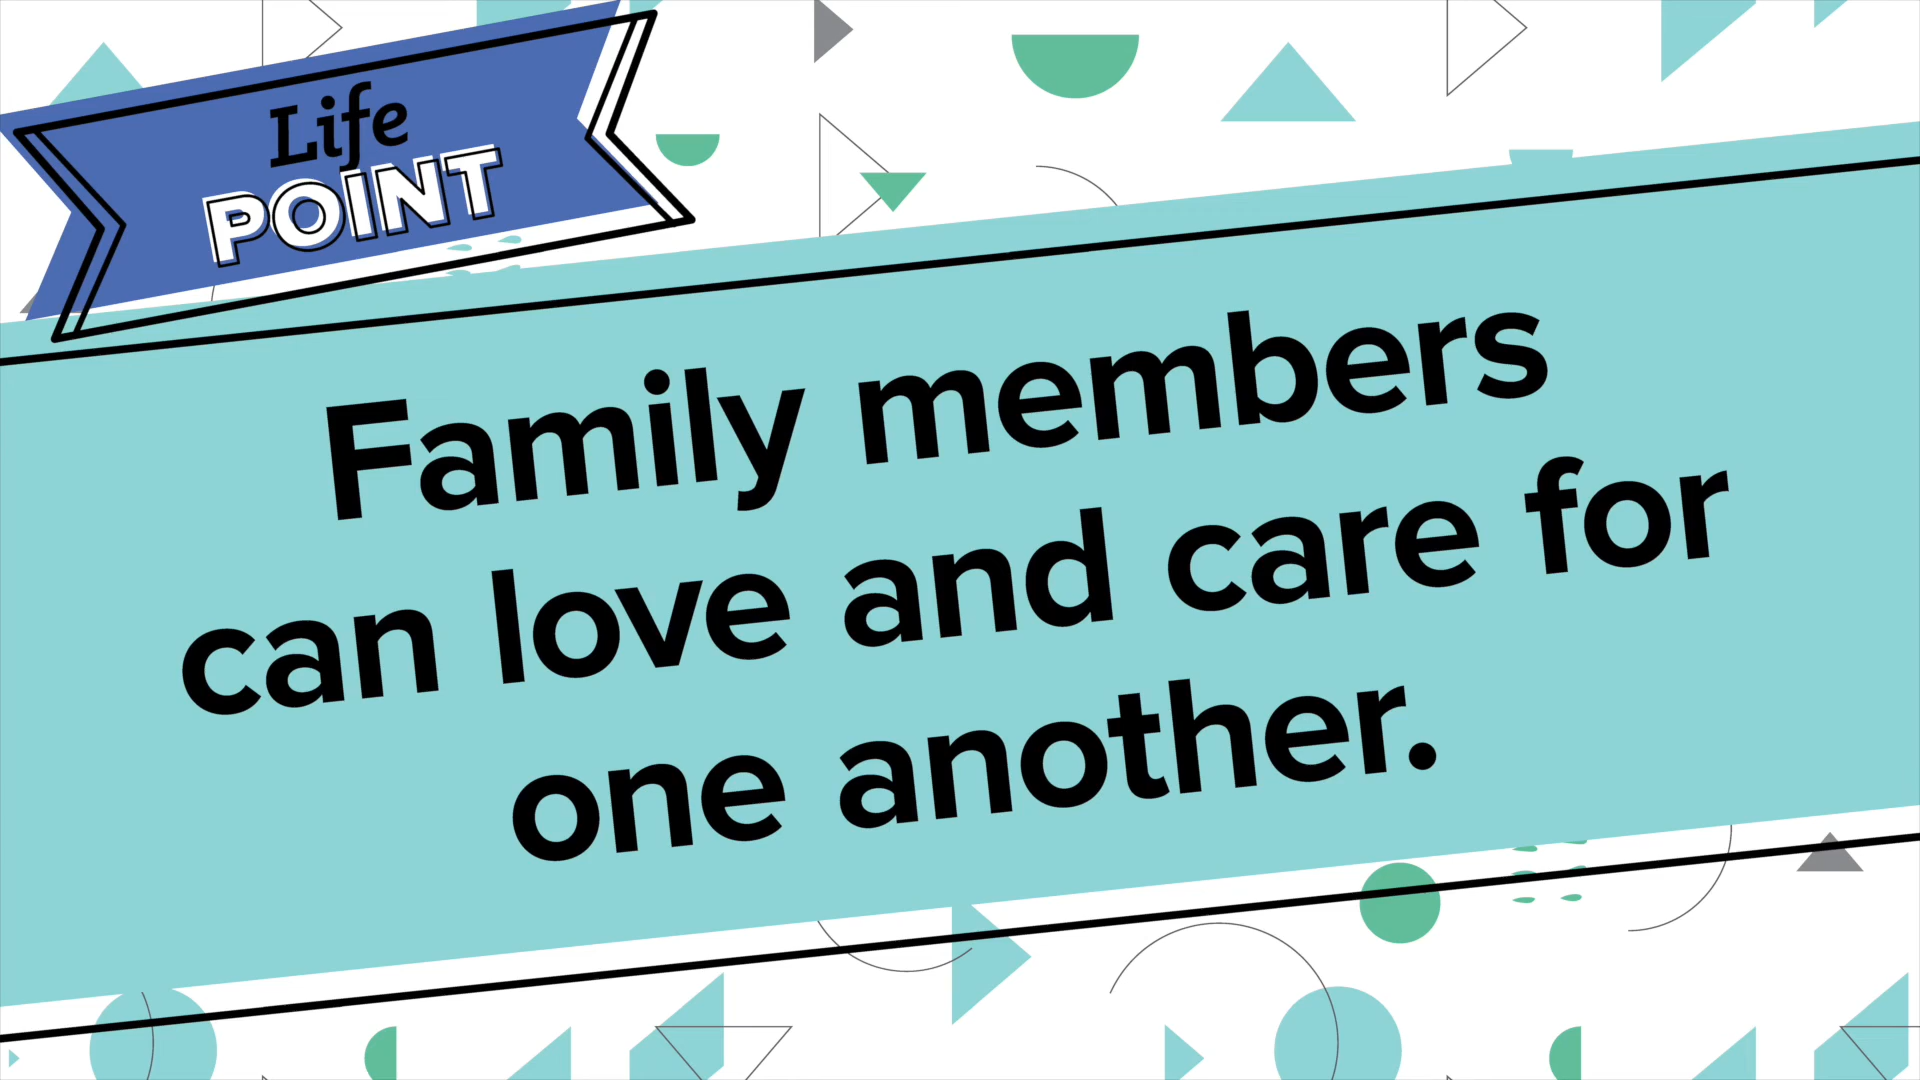 Life
POINT
Family members
can love and care for
one another.